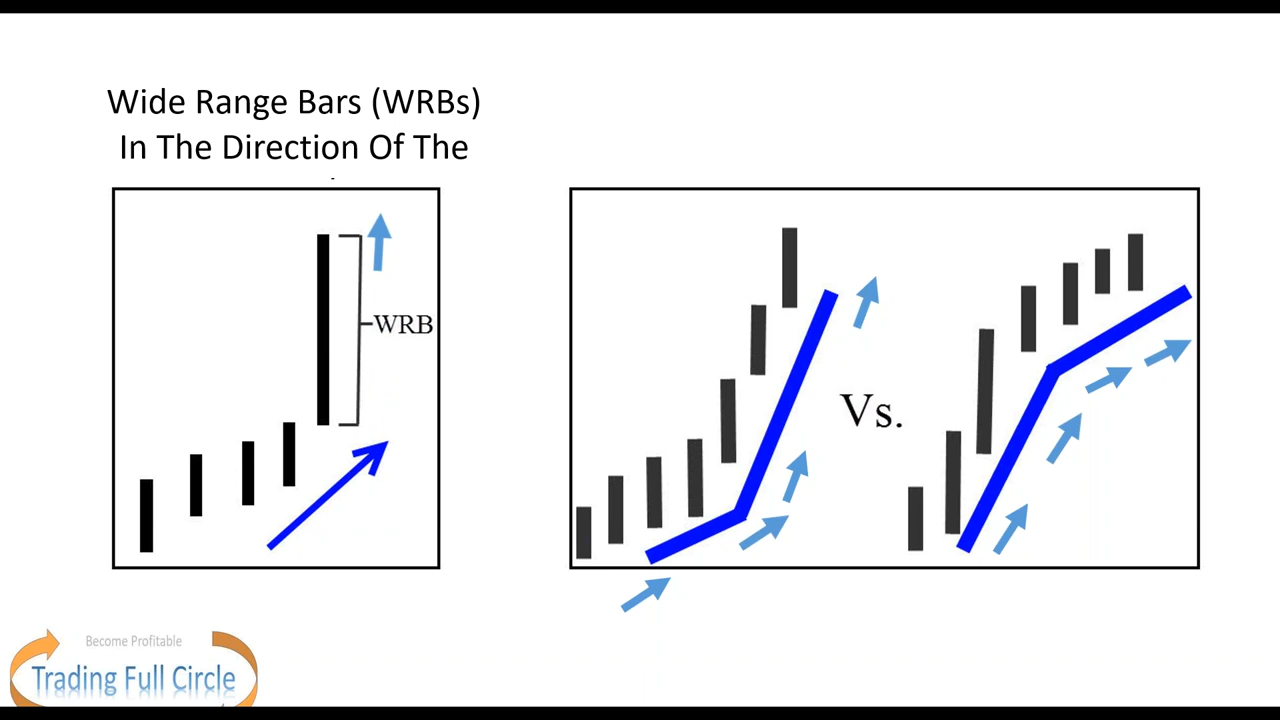 Wide Range Bars (WRBs)
In The Direction Of The
WRB
Vs.
Become Profitable
Trading Full Circle